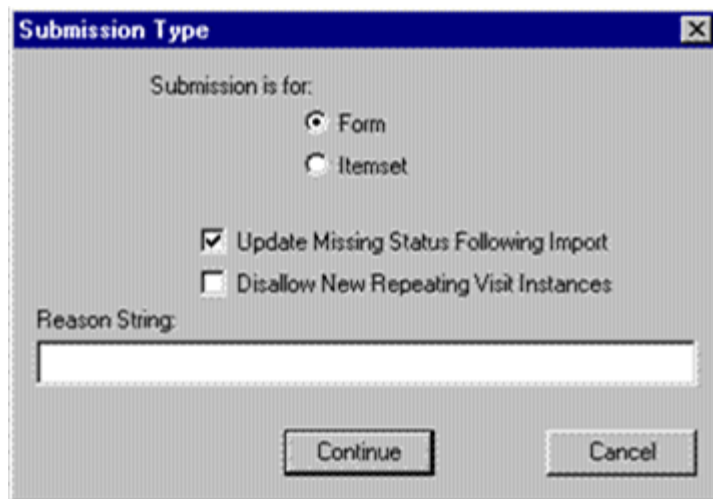 Submission Type
Submission is for:
Form
Itemset
Update Missing Status Following Import
Disallow New Repeating Visit Instances
Reason String:
Continue Cancel